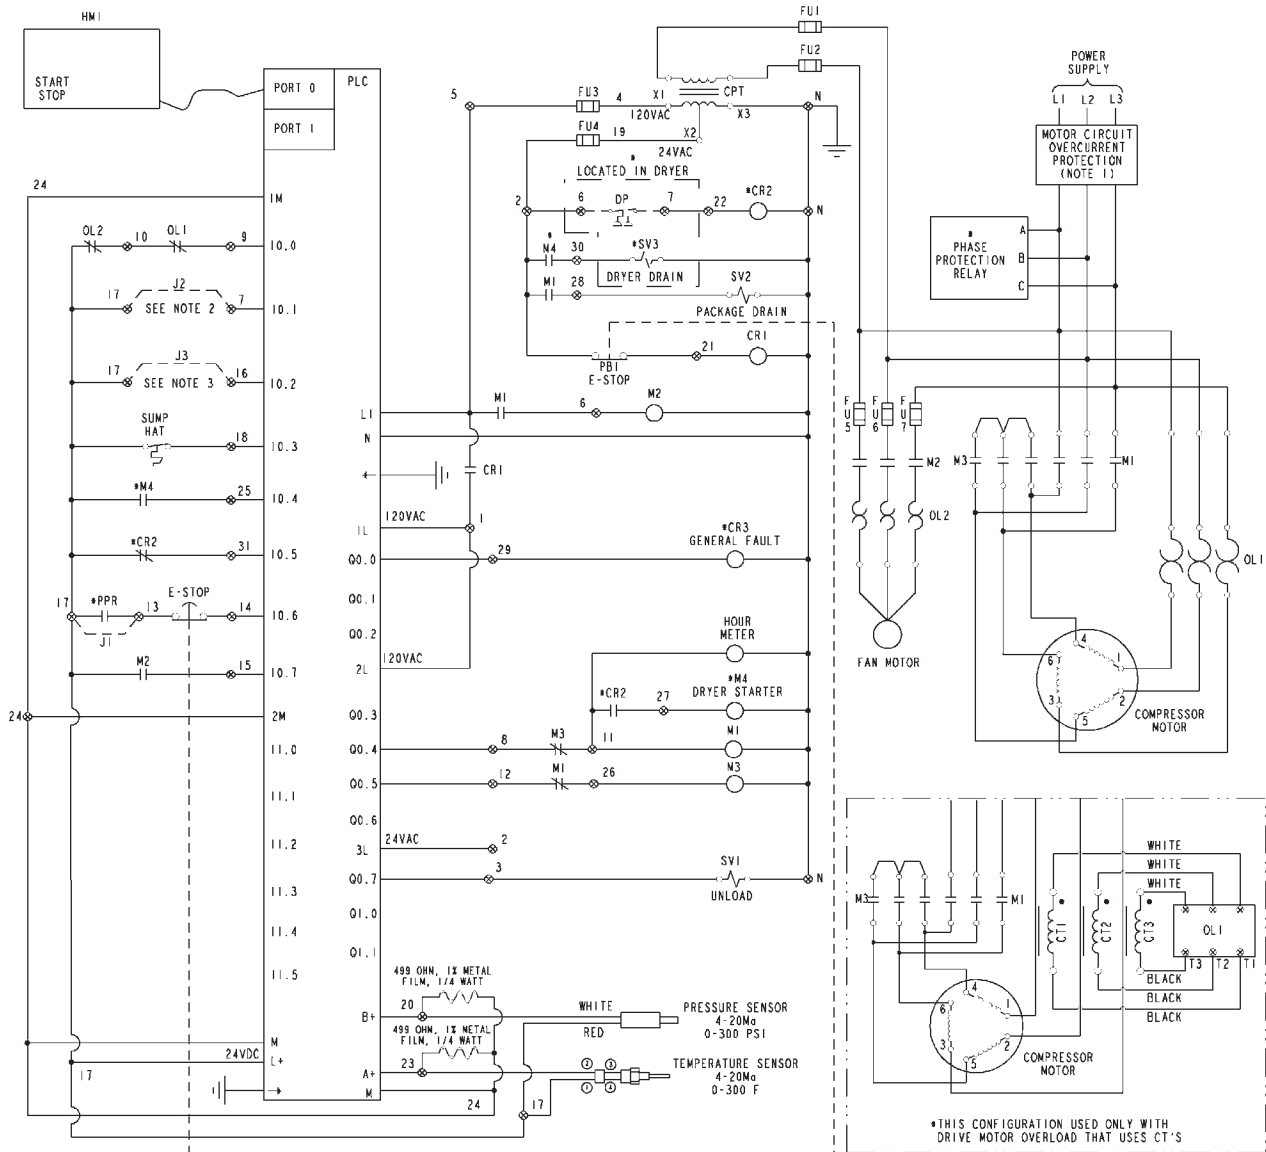 HMI
START
STOP
PORT 0
PLC
PORT 1
FU1
FU2
FU3
4
X1
CPT
120VAC
X3
N
5
FU4
19
X2
24VAC
*
LOCATED IN DRYER
2
6
DP
7
22
*CR2
N
*
N4
30
*SV3
DRYER DRAIN
M1
28
SV2
PACKAGE DRAIN
PB1
E-STOP
21
CR1
POWER
SUPPLY
L1 L2 L3
MOTOR CIRCUIT
OVERCURRENT
PROTECTION
(NOTE 1)
*
PHASE
PROTECTION
RELAY
A
B
C
24
1M
OL2
10
OL1
9
I0.0
J2
17
7
SEE NOTE 2
I0.1
J3
17
16
SEE NOTE 3
I0.2
SUMP
HAT
18
I0.3
*M4
25
I0.4
*CR2
31
I0.5
17
*PPR
13
E-STOP
14
I0.6
J1
M2
15
I0.7
24
2M
I1.0
I1.1
I1.2
I1.3
I1.4
I1.5
M
24VDC
L+
17
L1
M1
6
M2
N
CR1
120VAC
1
1L
Q0.0
29
*CR3
GENERAL FAULT
Q0.1
Q0.2
HOUR
METER
120VAC
2L
*CR2
27
*M4
DRYER STARTER
Q0.3
Q0.4
8
M3
11
M1
Q0.5
12
M1
26
M3
Q0.6
24VAC
3L
2
Q0.7
3
SV1
UNLOAD
N
Q1.0
Q1.1
499 OHM, 1% METAL
FILM, 1/4 WATT
20
B+
WHITE
RED
PRESSURE SENSOR
4-20Ma
0-300 PSI
499 OHM, 1% METAL
FILM, 1/4 WATT
23
A+
M
24
17
2
3
1
4
TEMPERATURE SENSOR
4-20Ma
0-300 F
FU5
FU6
FU7
M2
OL2
FAN MOTOR
M3
M1
OL1
4
6
1
3
2
5
COMPRESSOR
MOTOR
WHITE
WHITE
WHITE
M3
M1
CT1
CT2
CT3
OL1
T3 T2 T1
BLACK
BLACK
BLACK
4
6
1
3
2
5
COMPRESSOR
MOTOR
*THIS CONFIGURATION USED ONLY WITH
DRIVE MOTOR OVERLOAD THAT USES CT'S